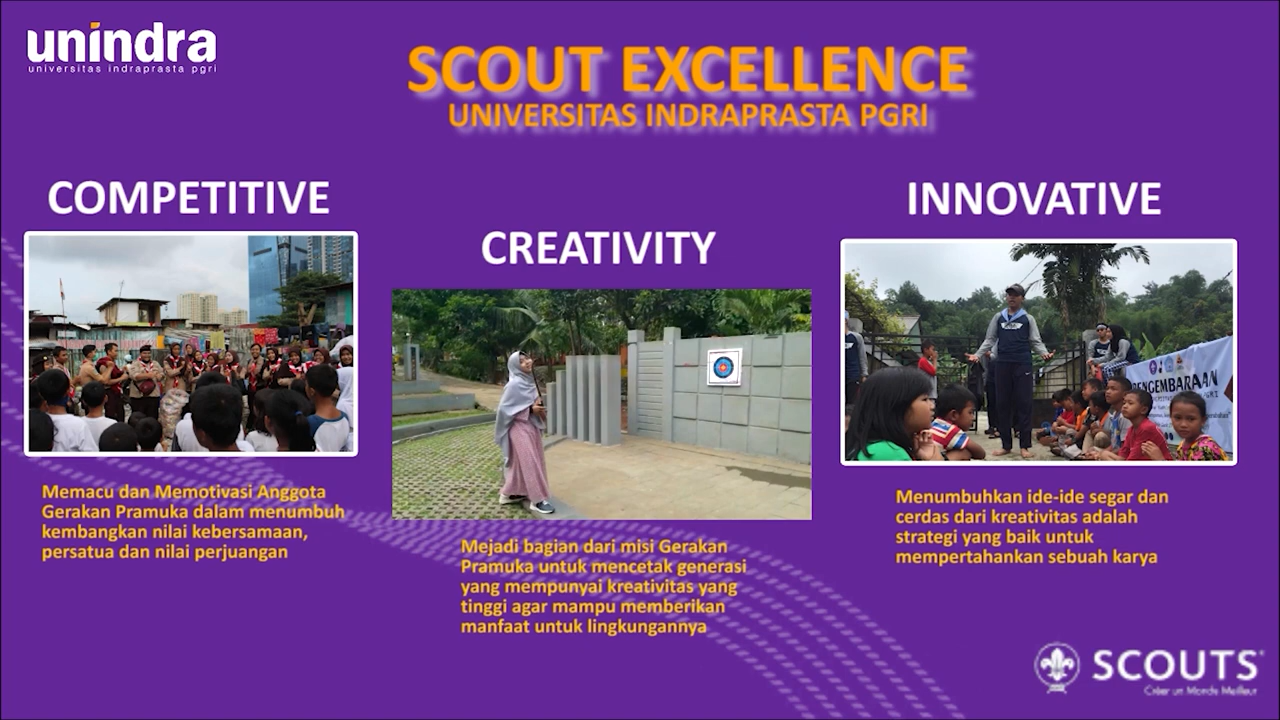 unindra
universitas indraprasta pgri
SCOUT EXCELLENCE
UNIVERSITAS INDRAPRASTA PGRI
COMPETITIVE
Memacu dan Memotivasi Anggota
Gerakan Pramuka dalam menumbuh
kembangkan nilai kebersamaan,
persatua dan nilai perjuangan
CREATIVITY
Mejadi bagian dari misi Gerakan
Pramuka untuk mencetak generasi
yang mempunyai kreativitas yang
tinggi agar mampu memberikan
manfaat untuk lingkungannya
INNOVATIVE
PENGEMBARAAN
Menumbuhkan ide-ide segar dan
cerdas dari kreativitas adalah
strategi yang baik untuk
mempertahankan sebuah karya
SCOUTS
Créer un Monde Meilleur